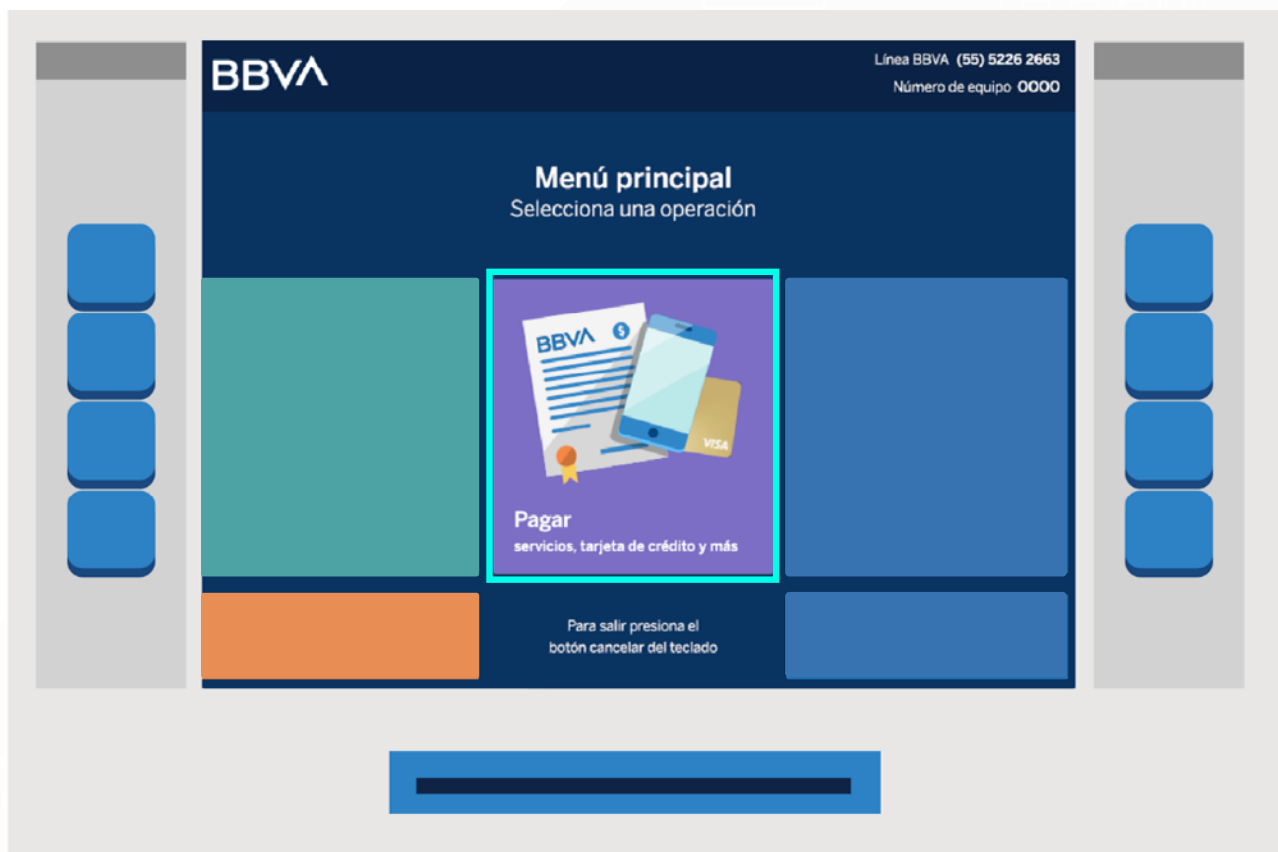 BBVA
Línea BBVA (55) 5226 2663
Número de equipo 0000
Menú principal
Selecciona una operación
BBVA $
VISA
Pagar
servicios, tarjeta de crédito y más
Para salir presiona el
botón cancelar del teclado